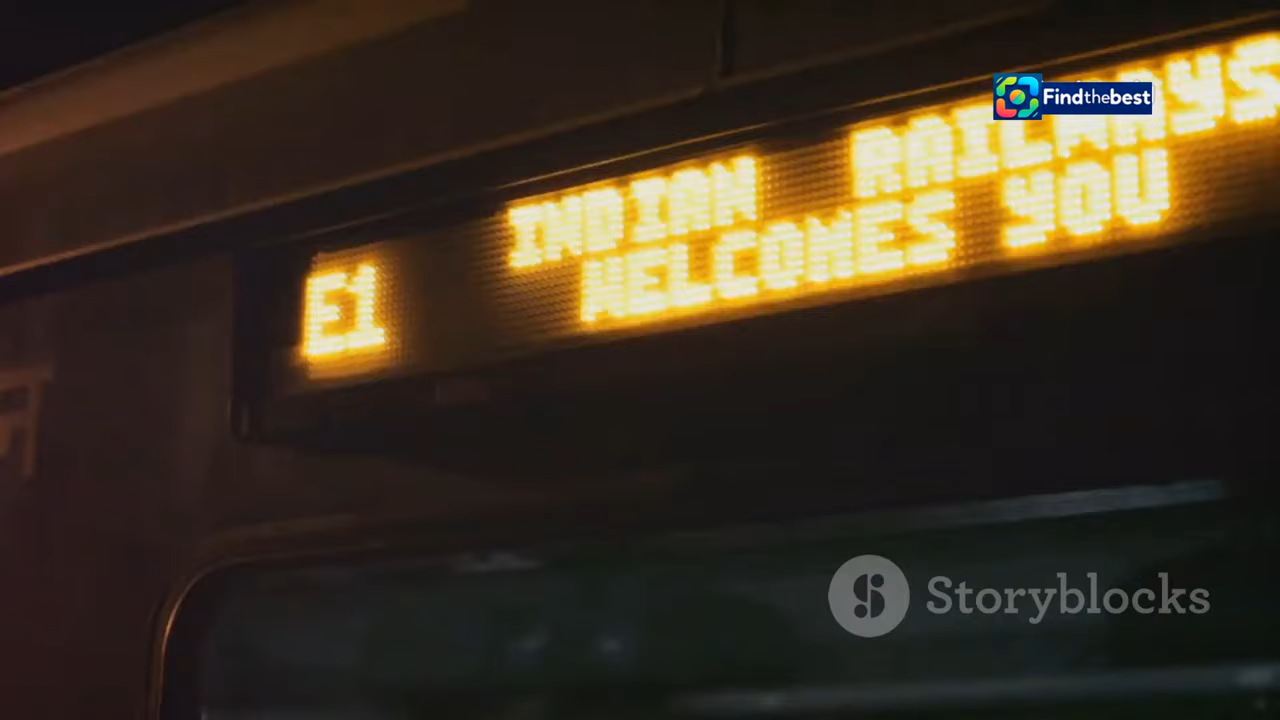 INDIAN RAILWAYS
WELCOMES YOU
E1
Findthebest
Storyblocks